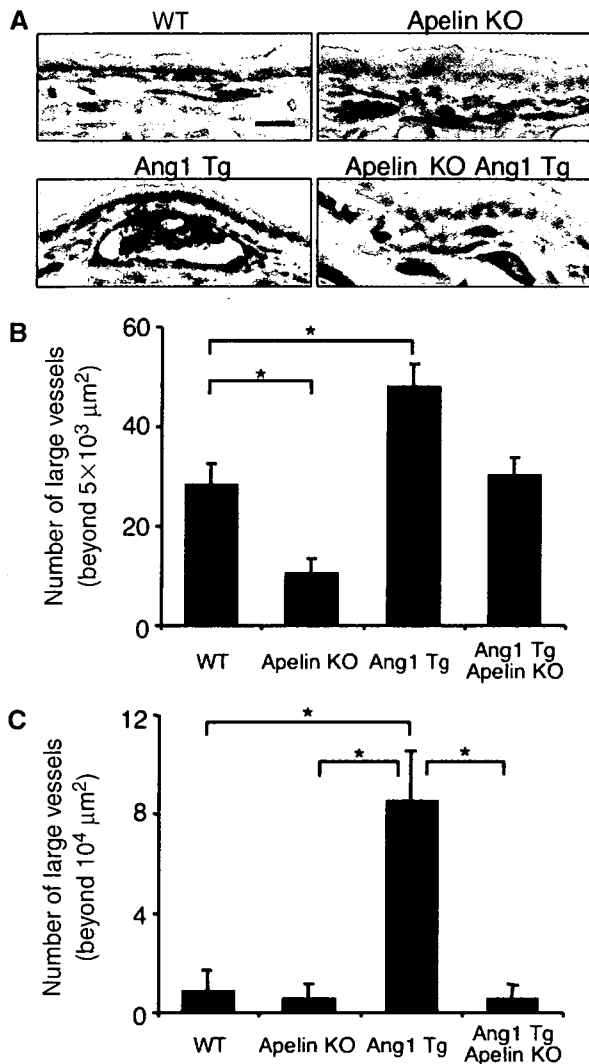 A
WT
Apelin KO
Ang1 Tg
Apelin KO Ang1 Tg
B
Number of large vessels
(beyond 5×10³ μm²)
60
40
20
0
*
*
WT
Apelin KO
Ang1 Tg
Ang1 Tg
Apelin KO
C
Number of large vessels
(beyond 10⁴ μm²)
12
8
4
0
*
*
*
WT
Apelin KO
Ang1 Tg
Ang1 Tg
Apelin KO